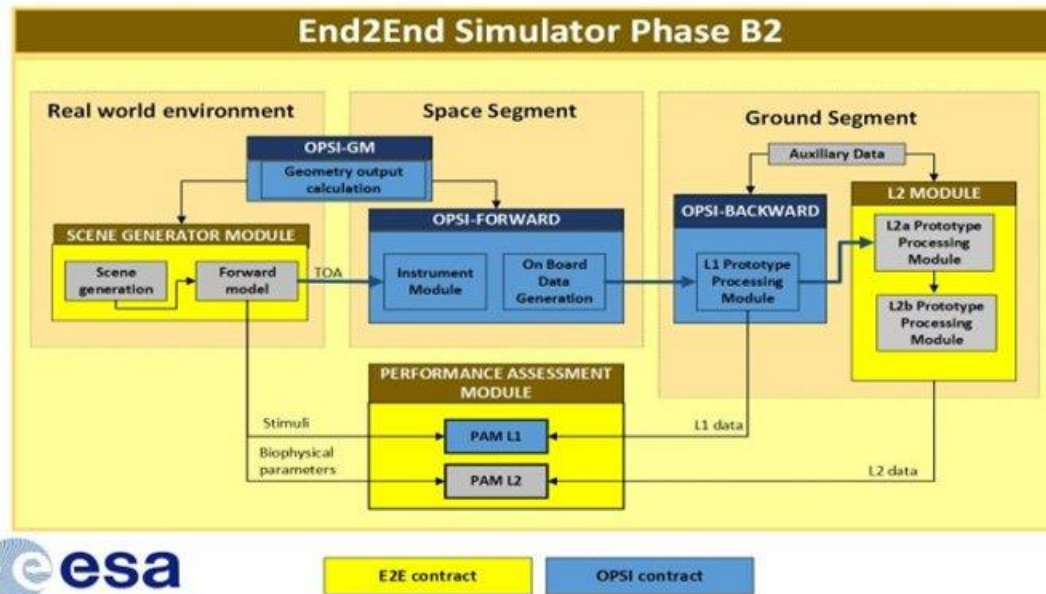 End2End Simulator Phase B2
Real world environment
Space Segment
Ground Segment
OPSI-GM
Geometry output
calculation
Auxiliary Data
SCENE GENERATOR MODULE
Scene
generation
Forward
model
TOA
OPSI-FORWARD
Instrument
Module
On Board
Data
Generation
OPSI-BACKWARD
L1 Prototype
Processing
Module
L2 MODULE
L2a Prototype
Processing
Module
L2b Prototype
Processing
Module
PERFORMANCE ASSESSMENT
MODULE
Stimuli
PAM L1
L1 data
Biophysical
parameters
PAM L2
L2 data
esa
E2E contract
OPSI contract